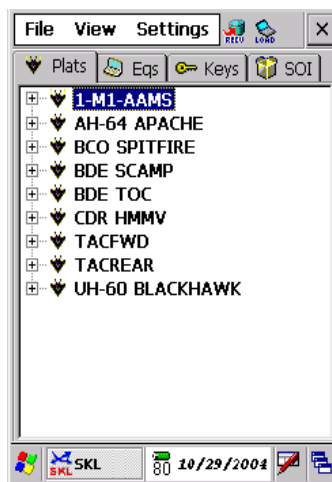 File View Settings RECV LOAD
Plats Eqs Keys SOI
1-M1-AAMS
AH-64 APACHE
BCO SPITFIRE
BDE SCAMP
BDE TOC
CDR HMMV
TACFWD
TACREAR
UH-60 BLACKHAWK
SKL SKL 80 10/29/2004